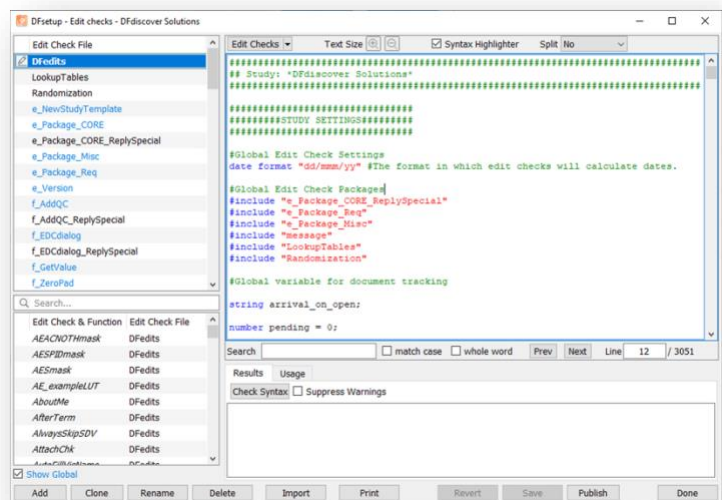 DFsetup - Edit checks - DFdiscover Solutions
Edit Check File
DFedits
LookupTables
Randomization
e_NewStudyTemplate
e_Package_CORE
e_Package_CORE_ReplySpecial
e_Package_Misc
e_Package_Req
e_Version
f_AddQC
f_AddQC_ReplySpecial
f_EDCdialog
f_EDCdialog_ReplySpecial
f_GetValue
f_ZeroPad
Search...
Edit Check & Function Edit Check File
AEACNOTHmask DFedits
AESPIDmask DFedits
AESmask DFedits
AE_exampleLUT DFedits
AboutMe DFedits
AfterTerm DFedits
AlwaysSkipSDV DFedits
AttachChk DFedits
Show Global
Edit Checks Text Size Syntax Highlighter Split No
## Study: *DFdiscover Solutions*
#########STUDY SETTINGS#########
#Global Edit Check Settings
date format "dd/mmm/yy" #The format in which edit checks will calculate dates.
#Global Edit Check Packages
#include "e_Package_CORE_ReplySpecial"
#include "e_Package_Req"
#include "e_Package_Misc"
#include "message"
#include "LookupTables"
#include "Randomization"
#Global variable for document tracking
string arrival_on_open;
number pending = 0;
Search match case whole word Prev Next Line 12 / 3051
Results Usage
Check Syntax Suppress Warnings
Add Clone Rename Delete Import Print Revert Save Publish Done